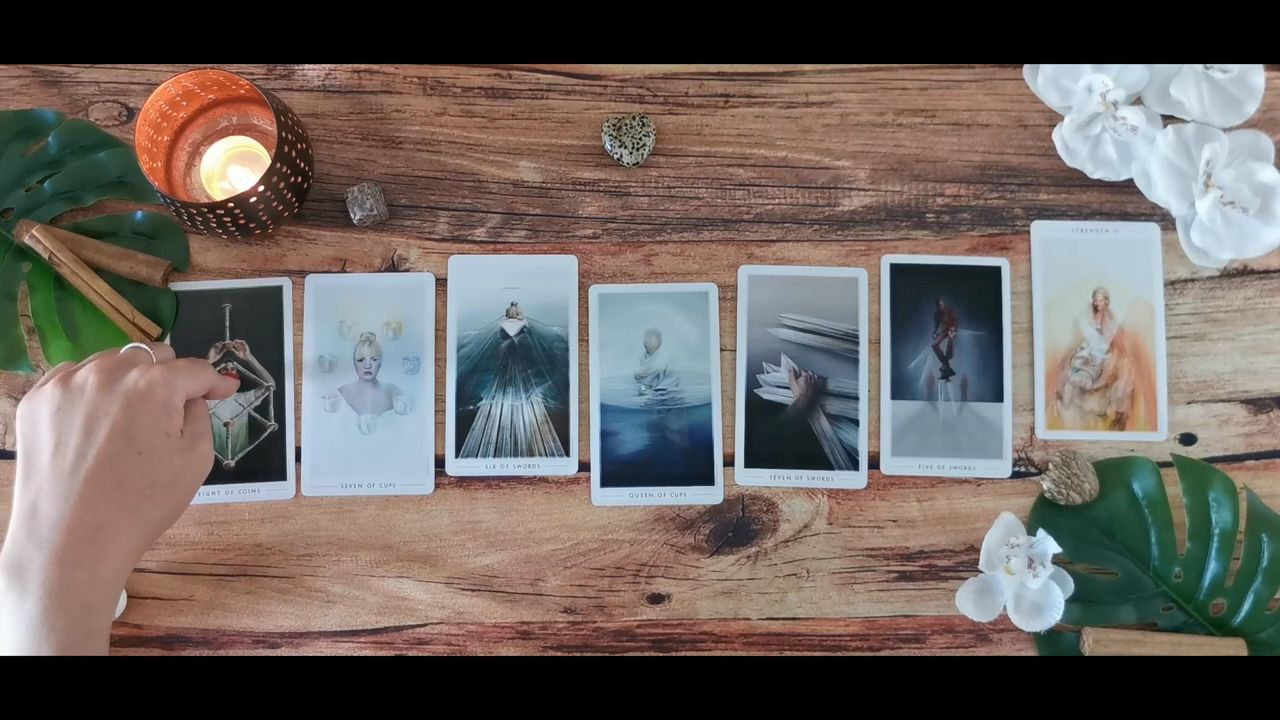 EIGHT OF COINS
SEVEN OF CUPS
SIX OF SWORDS
QUEEN OF CUPS
SEVEN OF SWORDS
FIVE OF SWORDS
STRENGTH